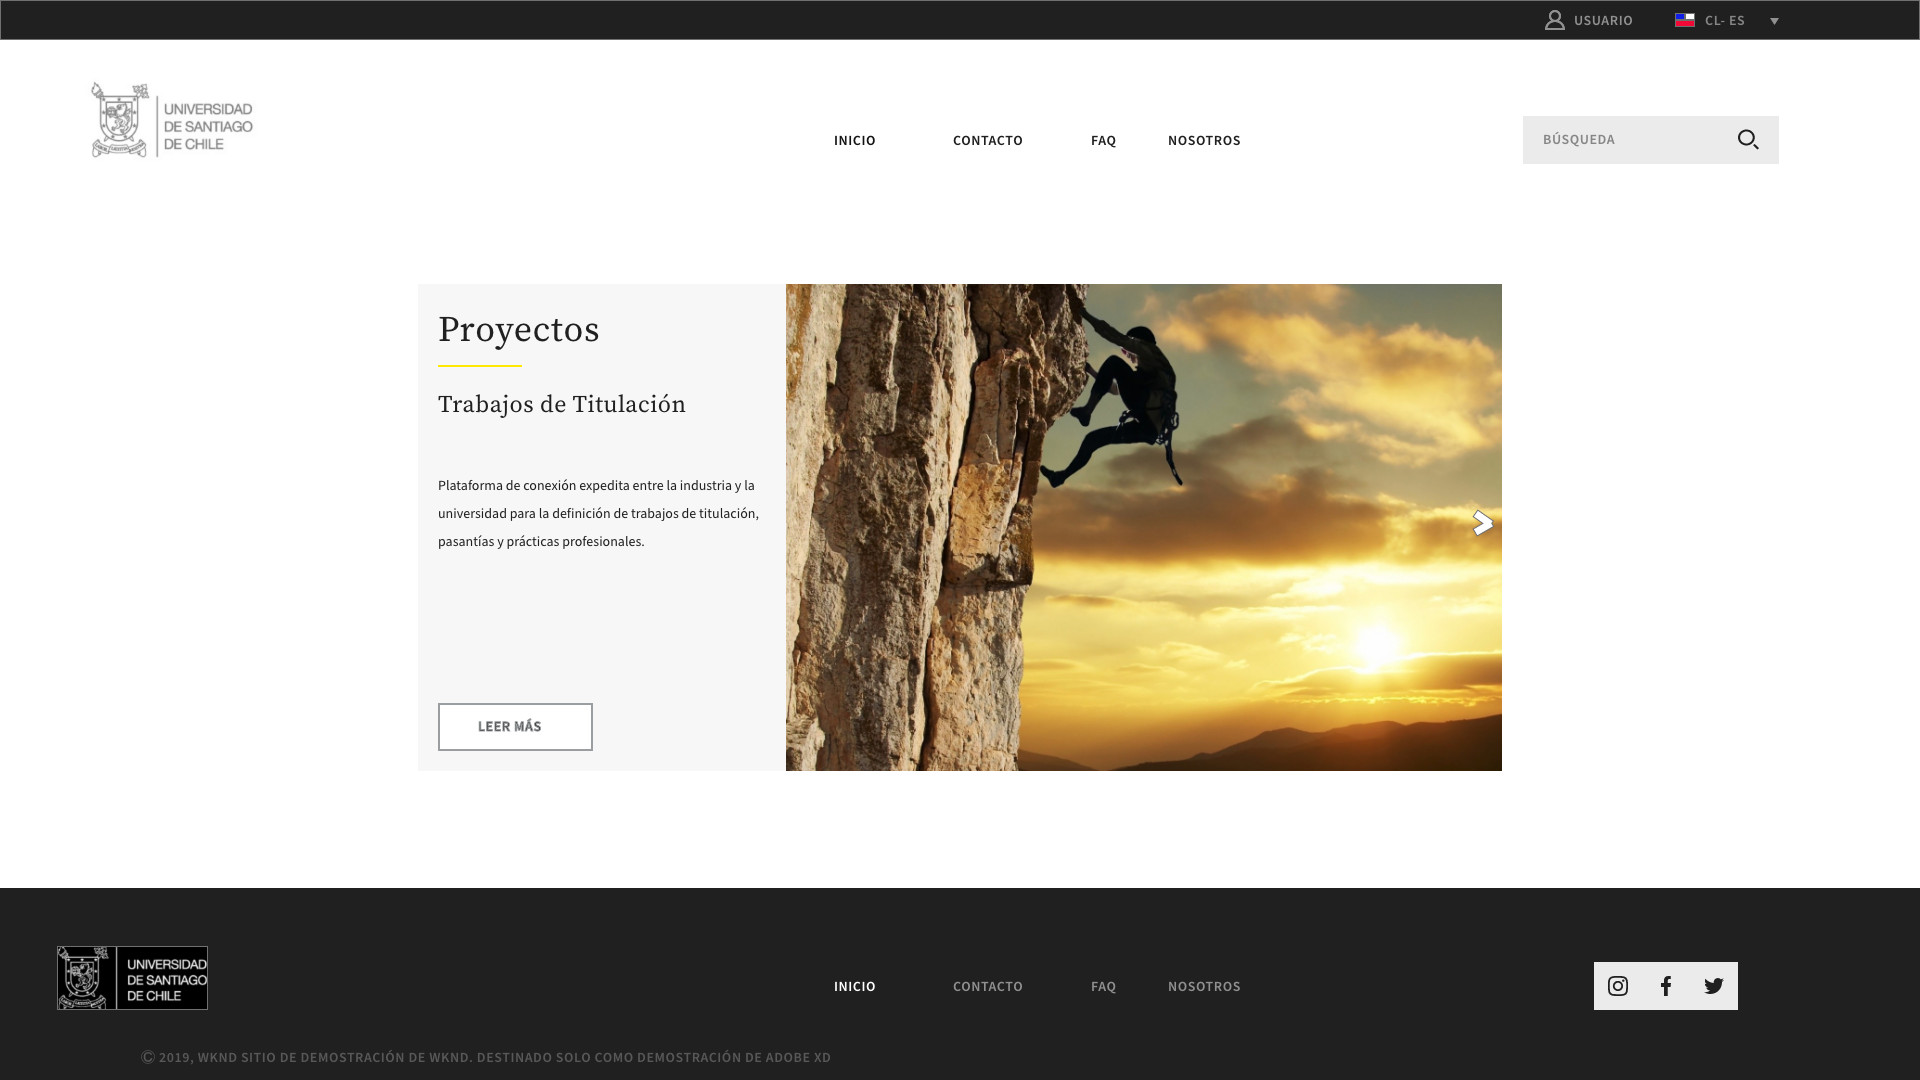 USUARIO
CL- ES
UNIVERSIDAD
DE SANTIAGO
DE CHILE
INICIO
CONTACTO
FAQ
NOSOTROS
BÚSQUEDA
Proyectos
Trabajos de Titulación
Plataforma de conexión expedita entre la industria y la
universidad para la definición de trabajos de titulación,
pasantías y prácticas profesionales.
LEER MÁS
UNIVERSIDAD
DE SANTIAGO
DE CHILE
INICIO
CONTACTO
FAQ
NOSOTROS
© 2019, WKND SITIO DE DEMOSTRACIÓN DE WKND. DESTINADO SOLO COMO DEMOSTRACIÓN DE ADOBE XD